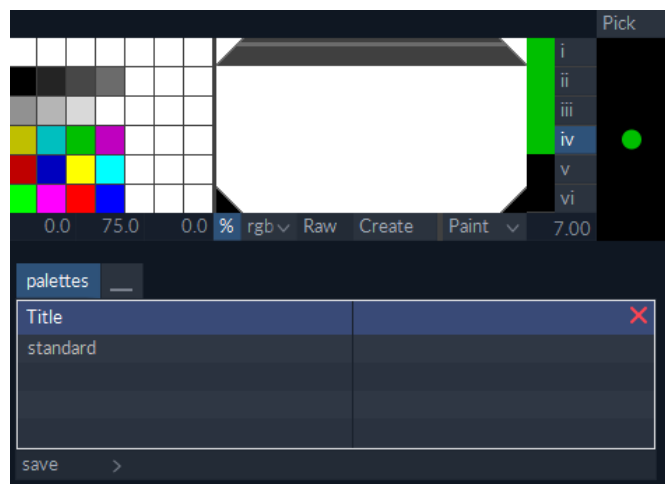 Pick
i
ii
iii
iv
v
vi
0.0 75.0 0.0 % rgb Raw Create Paint 7.00
palettes __
Title
standard
save >